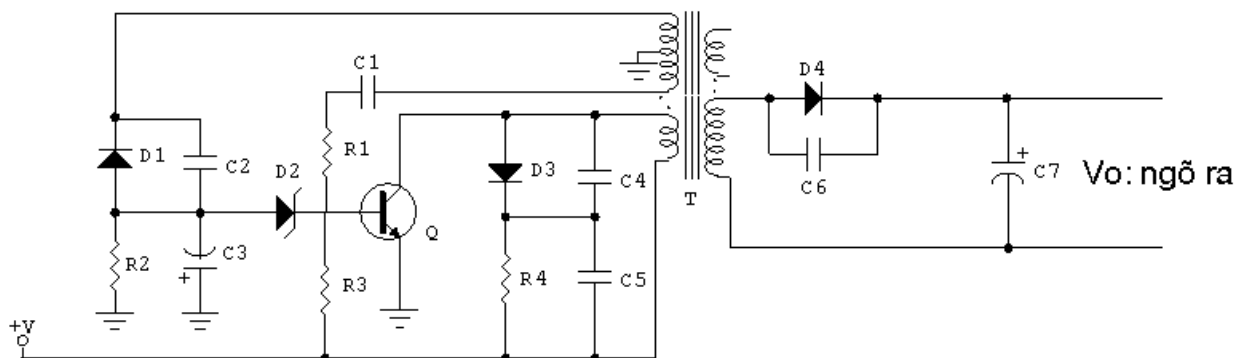 C1
D4
D1
C2
D2
R1
D3
C4
T
C6
+
C7
Vo: ngõ ra
R2
+
C3
R3
Q
R4
C5
+V